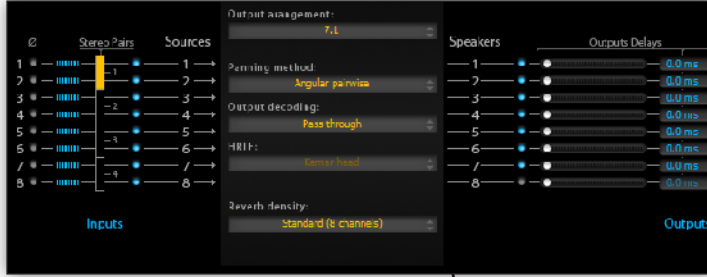 Output arangement:
7.1
Ø Stereo Pairs Sources Speakers Outputs Delays
1 1 1 1 0.0 ms
Panning method:
2 2 2 0.0 ms
Angular pairwise
3 2 3 3 0.0 ms
Output decoding:
4 4 4 0.0 ms
Pass through
5 3 5 5 0.0 ms
6 6 6 0.0 ms
HRTF:
Kemar head
7 4 7 7 0.0 ms
8 8 8 0.0 ms
Reverb density:
Standard (8 channels)
Inputs Outputs